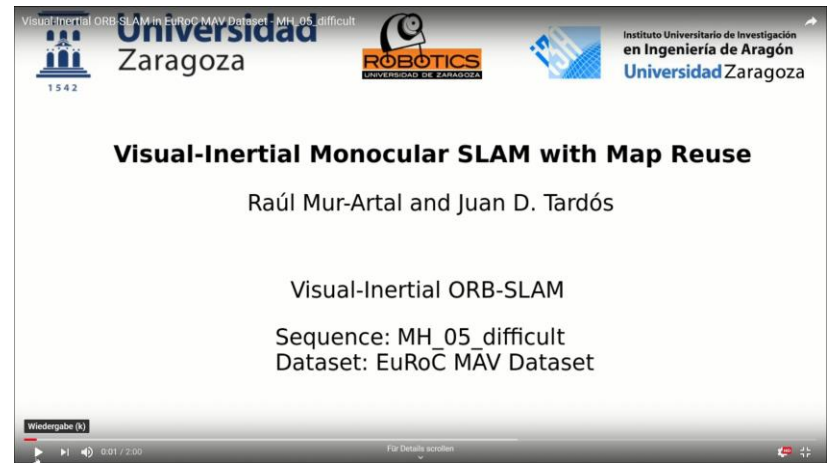 Visual-Inertial ORB-SLAM in EuRoC MAV Dataset - MH_05_difficult
Universidad
Zaragoza
1542
ROBOTICS
UNIVERSIDAD DE ZARAGOZA
i3A
Instituto Universitario de Investigación
en Ingeniería de Aragón
Universidad Zaragoza
Visual-Inertial Monocular SLAM with Map Reuse
Raúl Mur-Artal and Juan D. Tardós
Visual-Inertial ORB-SLAM
Sequence: MH_05_difficult
Dataset: EuRoC MAV Dataset
Wiedergabe (k)
0:01 / 2:00
Für Details scrollen